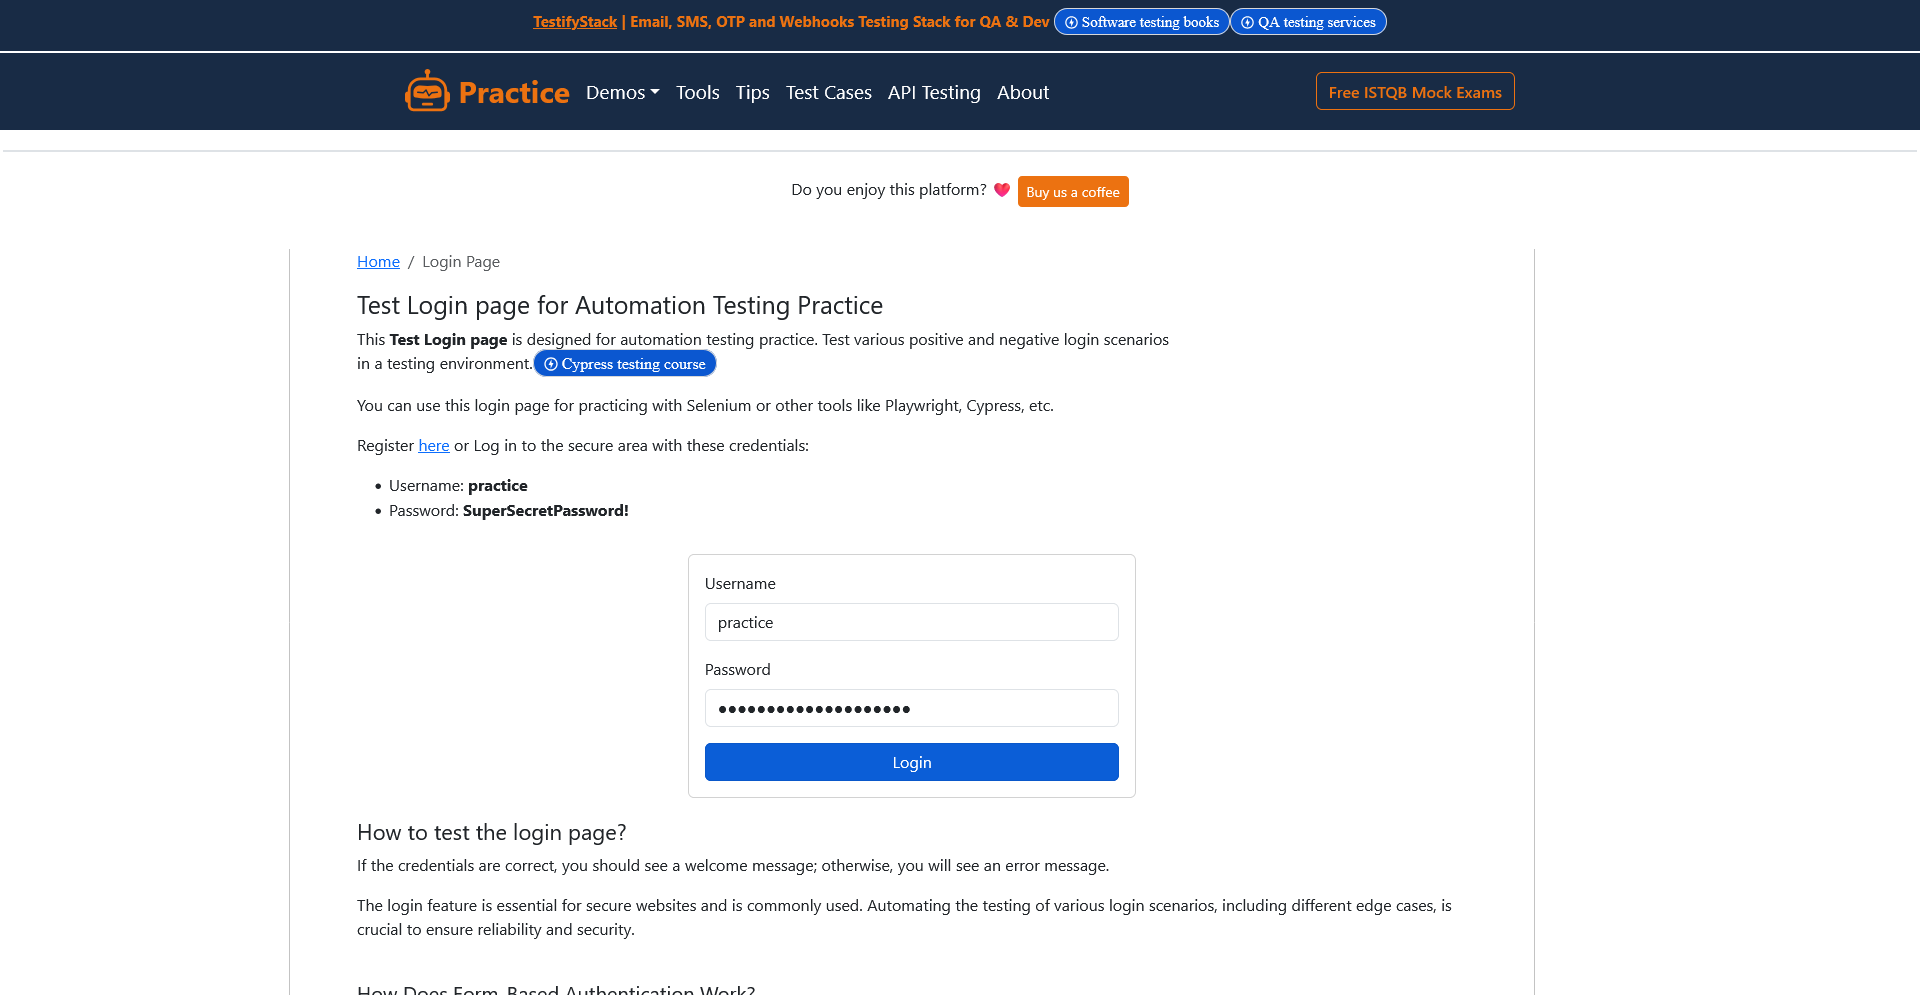 TestifyStack | Email, SMS, OTP and Webhooks Testing Stack for QA & Dev Software testing books QA testing services
Practice Demos Tools Tips Test Cases API Testing About Free ISTQB Mock Exams
Do you enjoy this platform? Buy us a coffee
Home / Login Page
Test Login page for Automation Testing Practice
This Test Login page is designed for automation testing practice. Test various positive and negative login scenarios
in a testing environment. Cypress testing course
You can use this login page for practicing with Selenium or other tools like Playwright, Cypress, etc.
Register here or Log in to the secure area with these credentials:
• Username: practice
• Password: SuperSecretPassword!
Username
practice
Password
••••••••••••••••••••
Login
How to test the login page?
If the credentials are correct, you should see a welcome message; otherwise, you will see an error message.
The login feature is essential for secure websites and is commonly used. Automating the testing of various login scenarios, including different edge cases, is
crucial to ensure reliability and security.
How Does Form-Based Authentication Work?